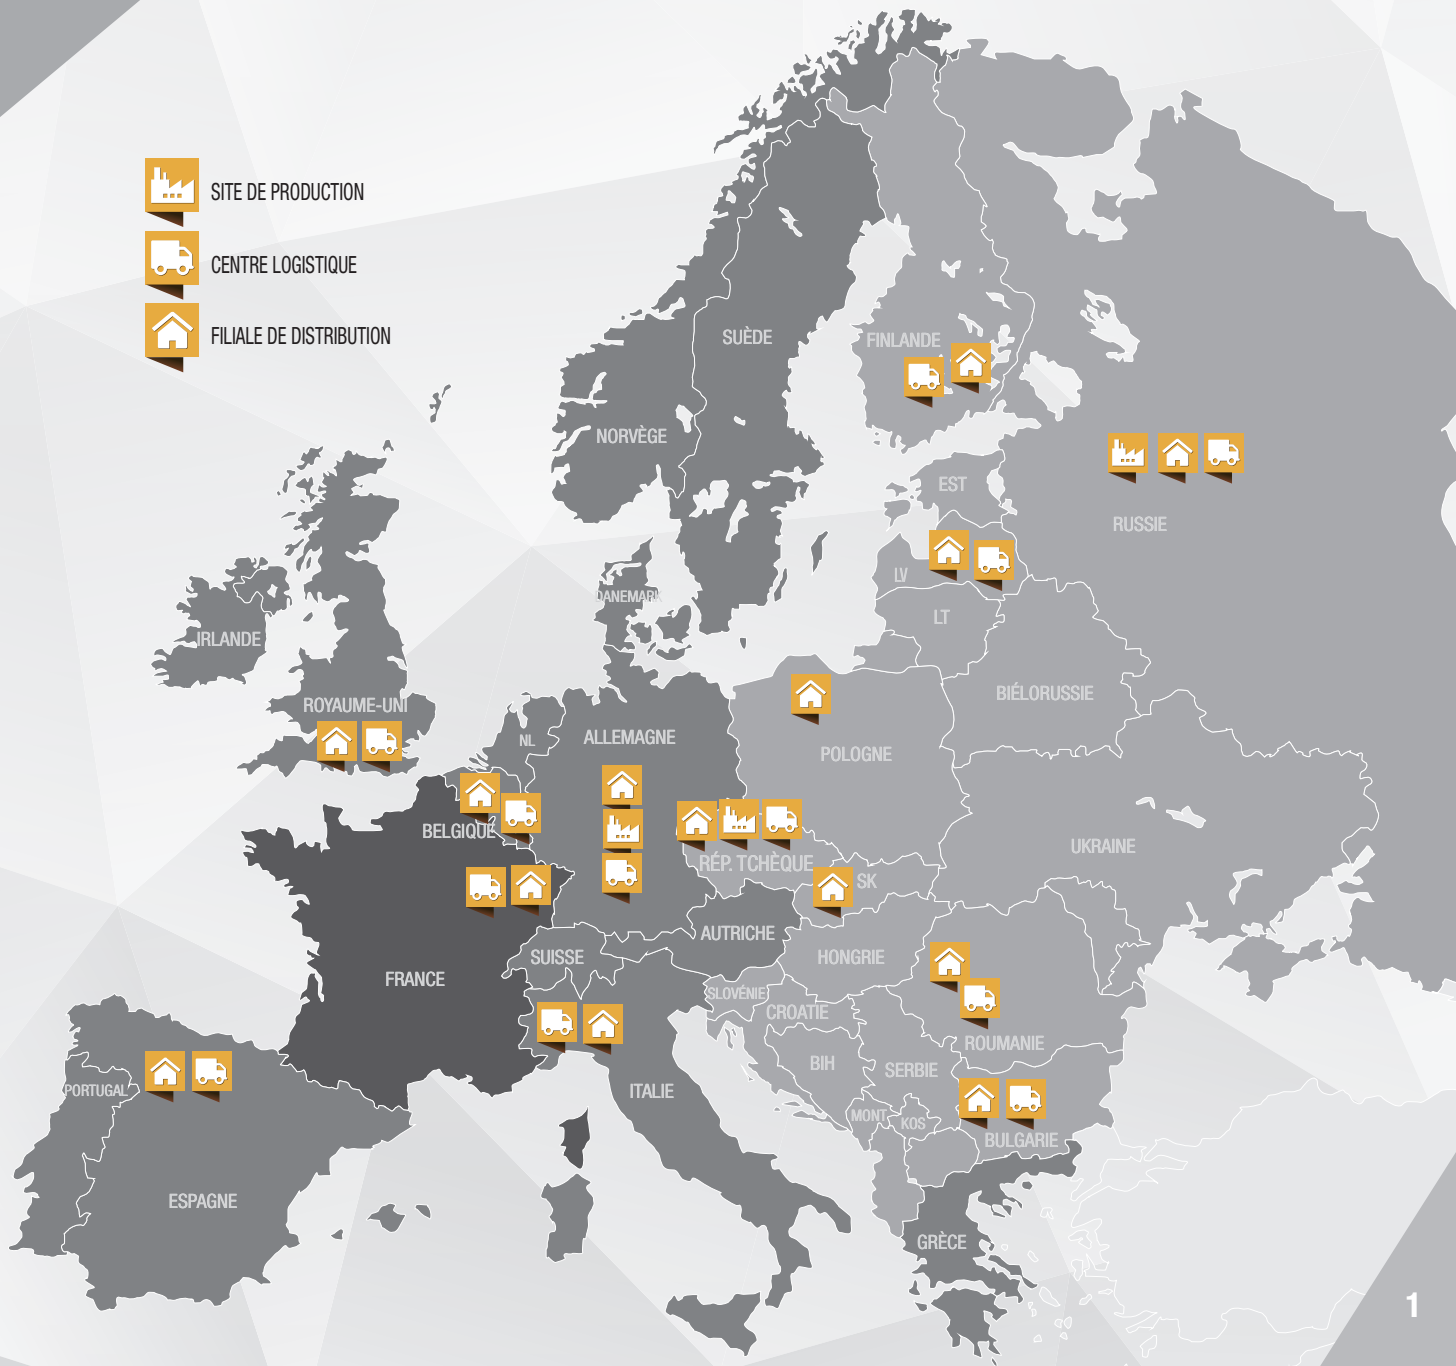 SITE DE PRODUCTION
CENTRE LOGISTIQUE
FILIALE DE DISTRIBUTION
SUÈDE
FINLANDE
NORVÈGE
EST
RUSSIE
LV
DANEMARK
LT
IRLANDE
BIÉLORUSSIE
ROYAUME-UNI
NL
ALLEMAGNE
POLOGNE
BELGIQUE
UKRAINE
RÉP. TCHÈQUE
SK
AUTRICHE
SUISSE
HONGRIE
FRANCE
SLOVÉNIE
CROATIE
ROUMANIE
BIH
SERBIE
PORTUGAL
ITALIE
MONT
KOS
BULGARIE
ESPAGNE
GRÈCE
1